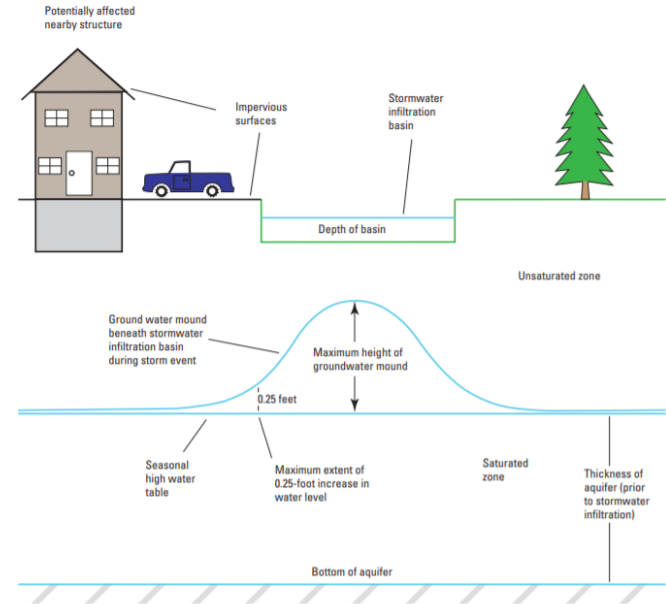 Potentially affected
nearby structure
Impervious
surfaces
Stormwater
infiltration
basin
Depth of basin
Unsaturated zone
Ground water mound
beneath stormwater
infiltration basin
during storm event
Maximum height of
groundwater mound
0.25 feet
Seasonal
high water
table
Maximum extent of
0.25-foot increase in
water level
Saturated
zone
Thickness of
aquifer (prior
to stormwater
infiltration)
Bottom of aquifer